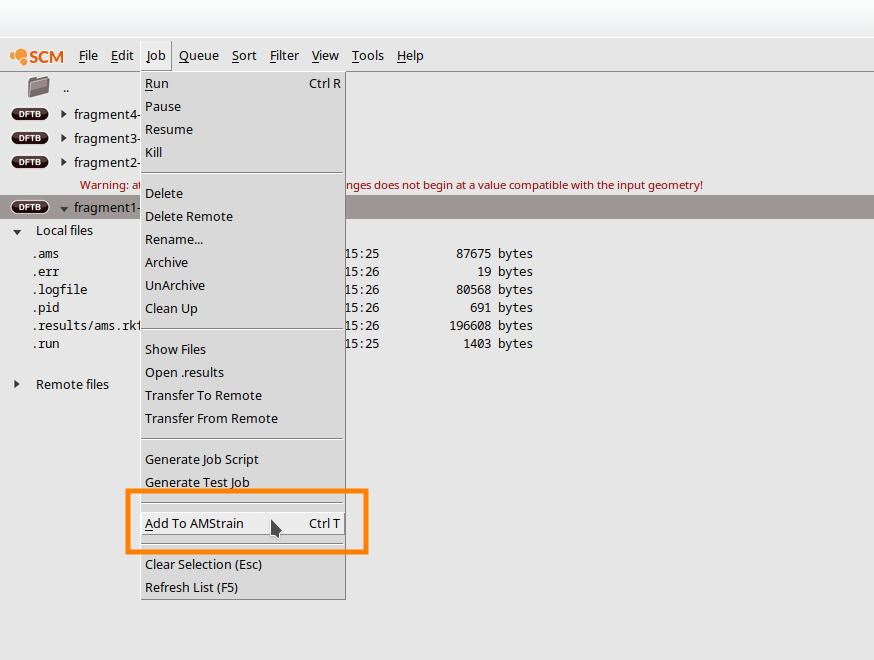 SCM File Edit Job Queue Sort Filter View Tools Help
..
DFTB fragment4-
DFTB fragment3-
DFTB fragment2-
Warning: at
nges does not begin at a value compatible with the input geometry!
DFTB fragment1-
Local files
.ams 15:25 87675 bytes
.err 15:26 19 bytes
.logfile 15:26 80568 bytes
.pid 15:26 691 bytes
.results/ams.rkf 15:26 196608 bytes
.run 15:25 1403 bytes
Remote files
Run Ctrl R
Pause
Resume
Kill
Delete
Delete Remote
Rename...
Archive
UnArchive
Clean Up
Show Files
Open .results
Transfer To Remote
Transfer From Remote
Generate Job Script
Generate Test Job
Add To AMStrain Ctrl T
Clear Selection (Esc)
Refresh List (F5)